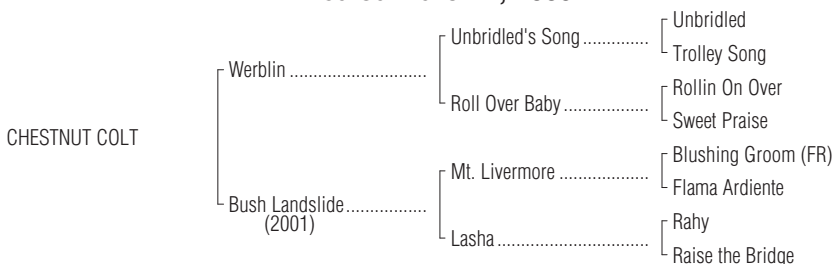 Unbridled
Unbridled's Song .............
Trolley Song
Werblin ...........................
Rollin On Over
Roll Over Baby .................
Sweet Praise
CHESTNUT COLT
Blushing Groom (FR)
Mt. Livermore ..................
Flama Ardiente
Bush Landslide ................
(2001)
Rahy
Lasha ..............................
Raise the Bridge